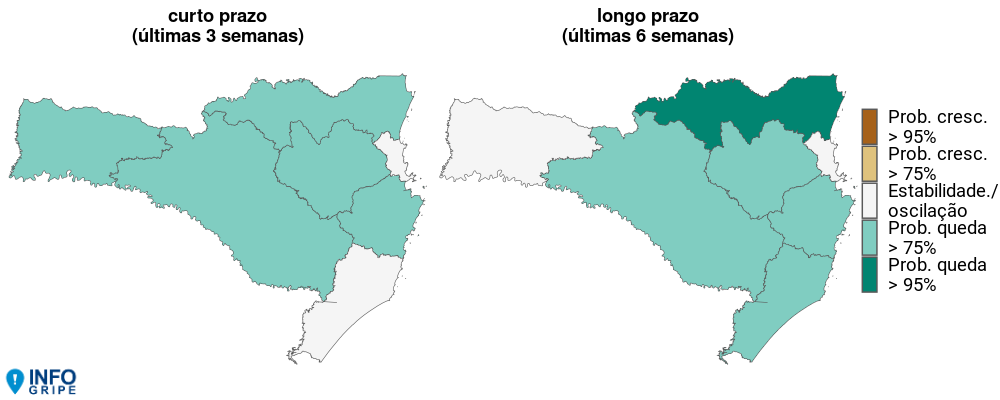 curto prazo
(últimas 3 semanas)
longo prazo
(últimas 6 semanas)
Prob. cresc.
> 95%
Prob. cresc.
> 75%
Estabilidade./
oscilação
Prob. queda
> 75%
Prob. queda
> 95%
INFO
GRIPE